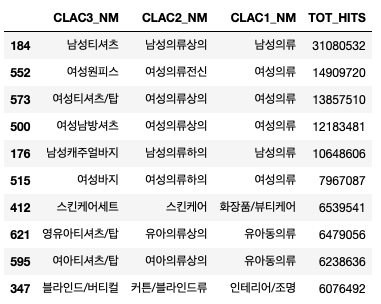 CLAC3_NM CLAC2_NM CLAC1_NM TOT_HITS
184 남성티셔츠 남성의류상의 남성의류 31080532
552 여성원피스 여성의류전신 여성의류 14909720
573 여성티셔츠/탑 여성의류상의 여성의류 13857510
500 여성남방셔츠 여성의류상의 여성의류 12183481
176 남성캐주얼바지 남성의류하의 남성의류 10648606
515 여성바지 여성의류하의 여성의류 7967087
412 스킨케어세트 스킨케어 화장품/뷰티케어 6539541
621 영유아티셔츠/탑 유아의류상의 유아동의류 6479056
595 여아티셔츠/탑 여아의류상의 유아동의류 6238636
347 블라인드/버티컬 커튼/블라인드류 인테리어/조명 6076492